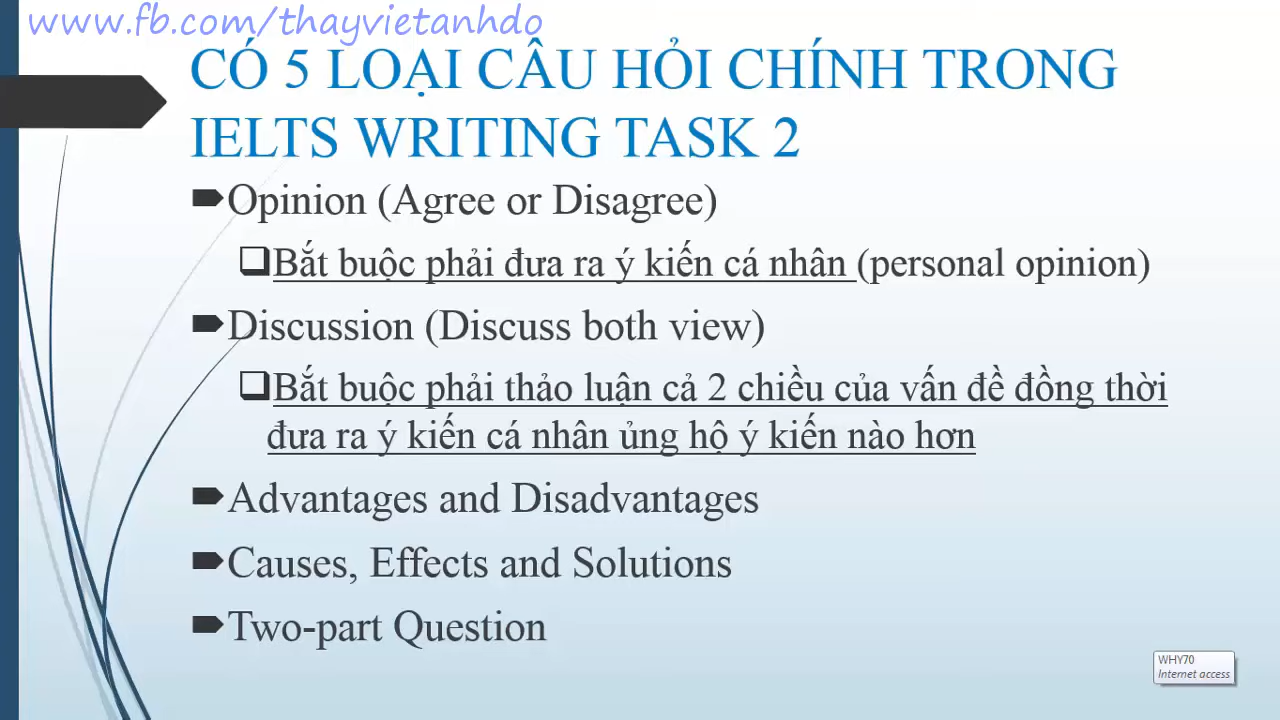 www.fb.com/thayvietanhdo
CÓ 5 LOẠI CÂU HỎI CHÍNH TRONG
IELTS WRITING TASK 2
Opinion (Agree or Disagree)
Bắt buộc phải đưa ra ý kiến cá nhân (personal opinion)
Discussion (Discuss both view)
Bắt buộc phải thảo luận cả 2 chiều của vấn đề đồng thời
đưa ra ý kiến cá nhân ủng hộ ý kiến nào hơn
Advantages and Disadvantages
Causes, Effects and Solutions
Two-part Question
WHY70
Internet access